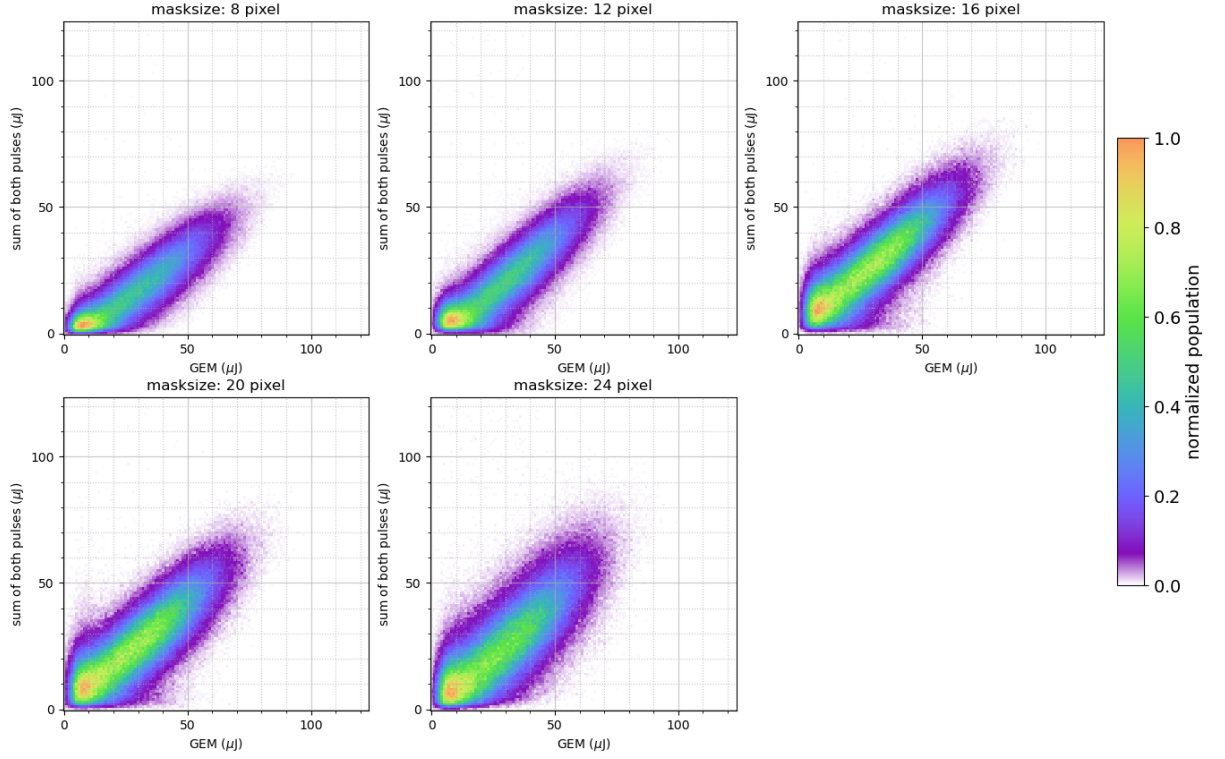 masksize: 8 pixel
masksize: 12 pixel
masksize: 16 pixel
sum of both pulses (μJ)
100
50
0
0
50
100
GEM (μJ)
sum of both pulses (μJ)
100
50
0
0
50
100
GEM (μJ)
sum of both pulses (μJ)
100
50
0
0
50
100
GEM (μJ)
masksize: 20 pixel
masksize: 24 pixel
sum of both pulses (μJ)
100
50
0
0
50
100
GEM (μJ)
sum of both pulses (μJ)
100
50
0
0
50
100
GEM (μJ)
1.0
0.8
0.6
0.4
0.2
0.0
normalized population